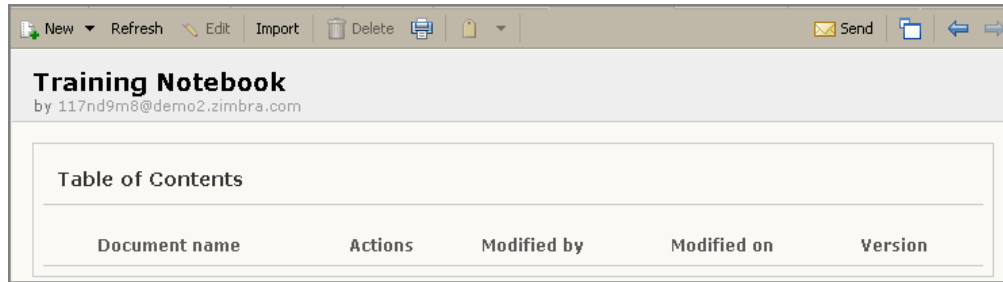 New Refresh Edit Import Delete Send
Training Notebook
by 117nd9m8@demo2.zimbra.com
Table of Contents
Document name Actions Modified by Modified on Version